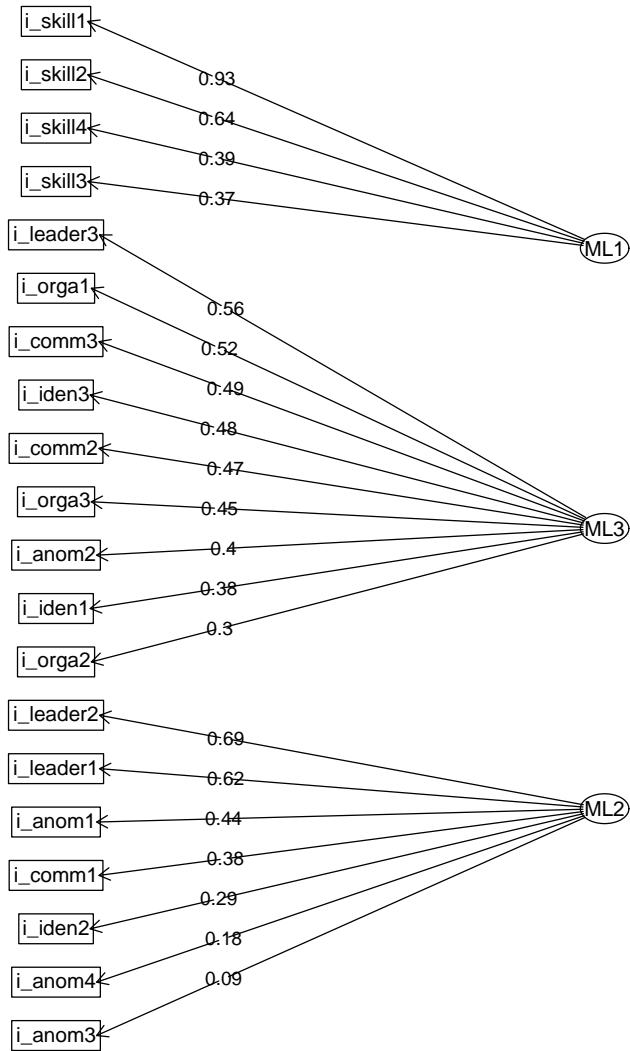 i_skill1
i_skill2
0.93
0.64
i_skill4
0.39
i_skill3
0.37
i_leader3
ML1
i_orga1
0.56
i_comm3
0.52
0.49
i_iden3
0.48
i_comm2
0.47
i_orga3
0.45
ML3
i_anom2
0.4
0.38
i_iden1
0.3
i_orga2
i_leader2
0.69
i_leader1
0.62
ML2
i_anom1
0.44
0.38
i_comm1
0.29
i_iden2
0.18
i_anom4
0.09
i_anom3